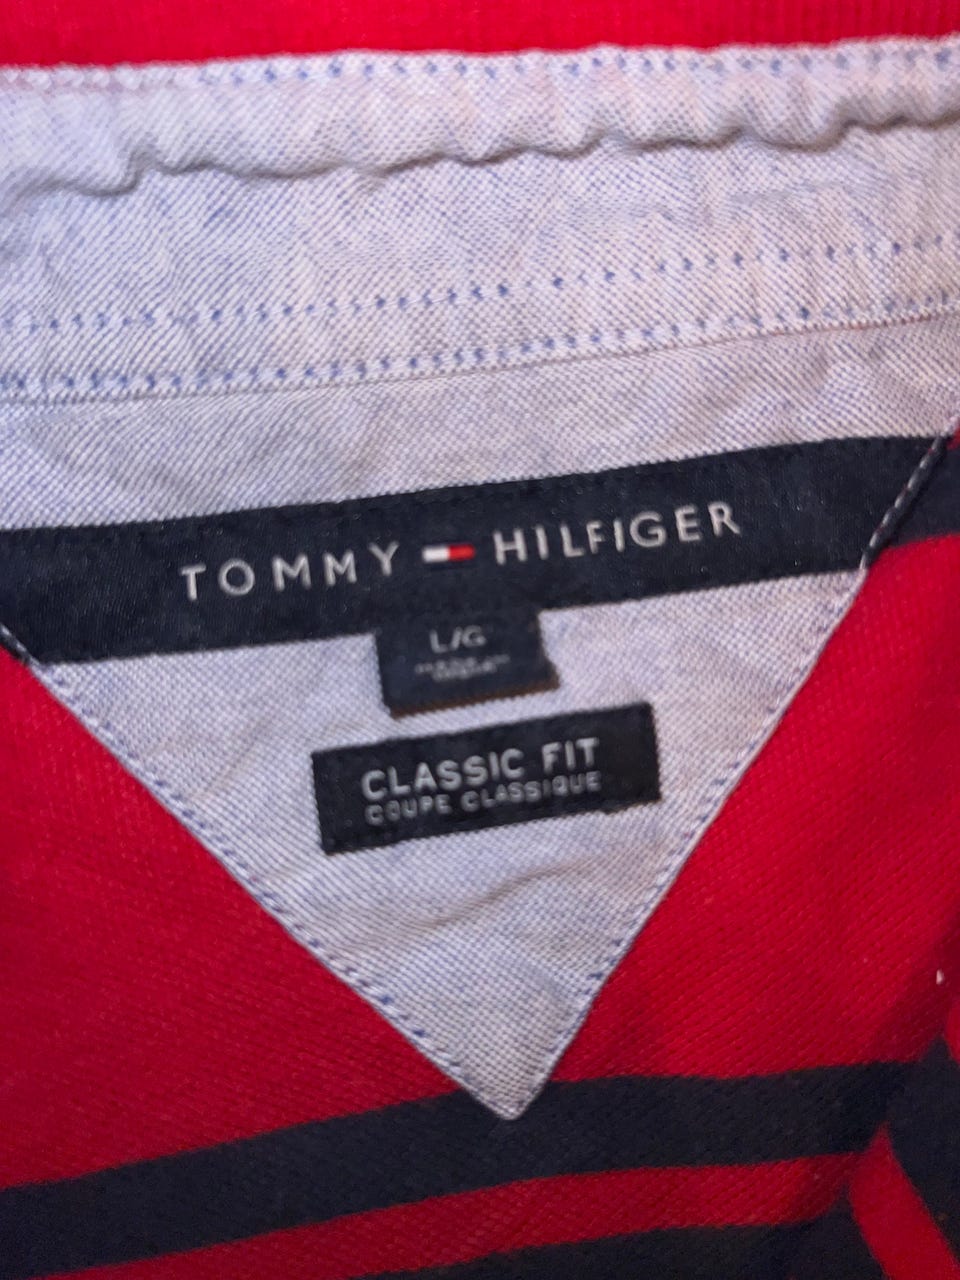 TOMMY HILFIGER
L/G
CLASSIC FIT
COUPE CLASSIQUE